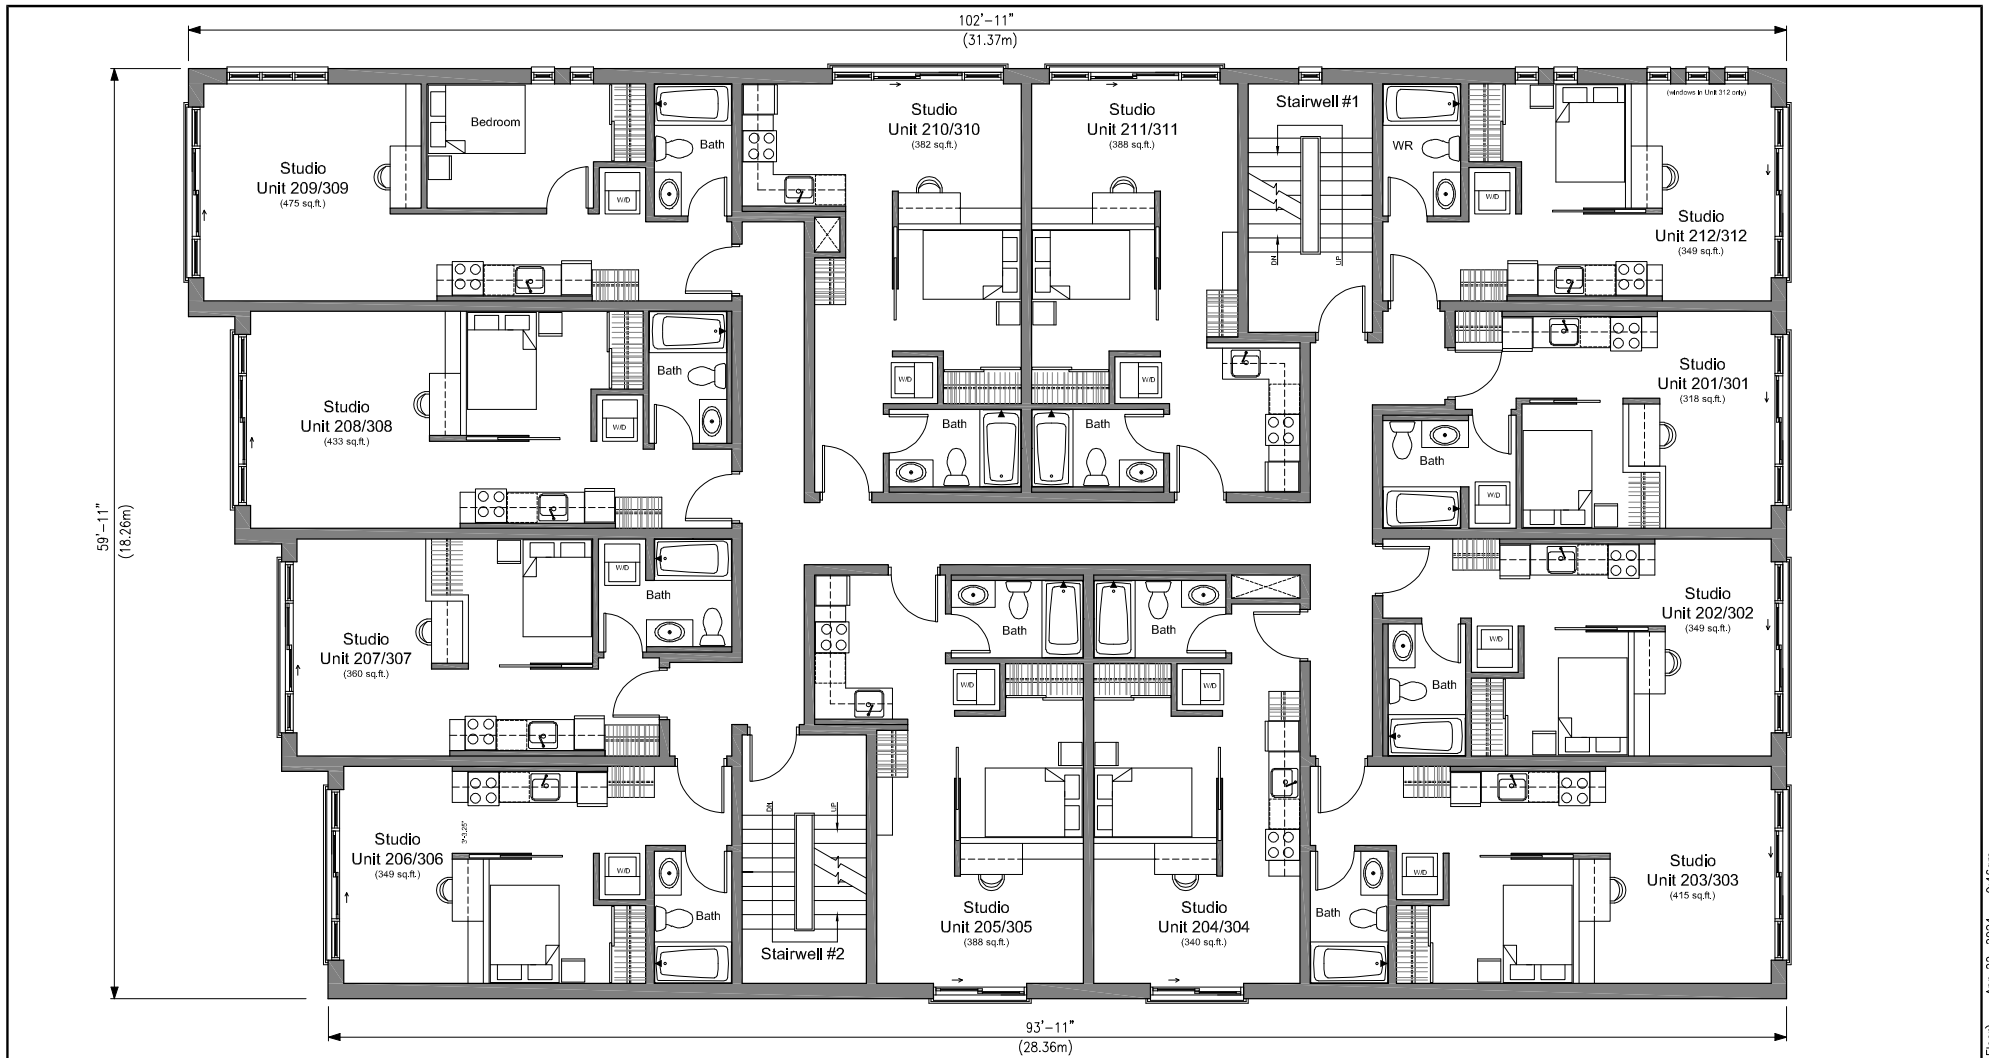 102'-11"
(31.37m)
59'-11"
(18.26m)
Studio
Unit 209/309
(475 sq.ft.)
Bedroom
W/D
Bath
Studio
Unit 210/310
(382 sq.ft.)
W/D
Bath
Studio
Unit 211/311
(388 sq.ft.)
W/D
Bath
Stairwell #1
DN
UP
WR
W/D
(windows in Unit 312 only)
Studio
Unit 212/312
(349 sq.ft.)
Studio
Unit 208/308
(433 sq.ft.)
W/D
Bath
Studio
Unit 201/301
(318 sq.ft.)
Bath
W/D
Studio
Unit 207/307
(360 sq.ft.)
W/D
Bath
Bath
W/D
Bath
W/D
Studio
Unit 202/302
(349 sq.ft.)
W/D
Bath
Studio
Unit 206/306
(349 sq.ft.)
3'-3.25"
W/D
Bath
DN
UP
Stairwell #2
Studio
Unit 205/305
(388 sq.ft.)
Studio
Unit 204/304
(340 sq.ft.)
W/D
Bath
Studio
Unit 203/303
(415 sq.ft.)
93'-11"
(28.36m)